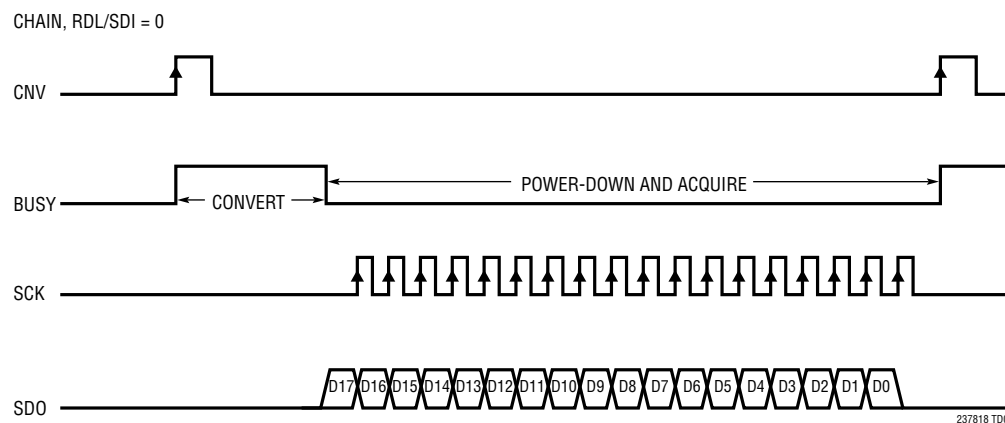 CHAIN, RDL/SDI = 0
CNV
BUSY
CONVERT
POWER-DOWN AND ACQUIRE
SCK
SDO
D17 D16 D15 D14 D13 D12 D11 D10 D9 D8 D7 D6 D5 D4 D3 D2 D1 D0
237818